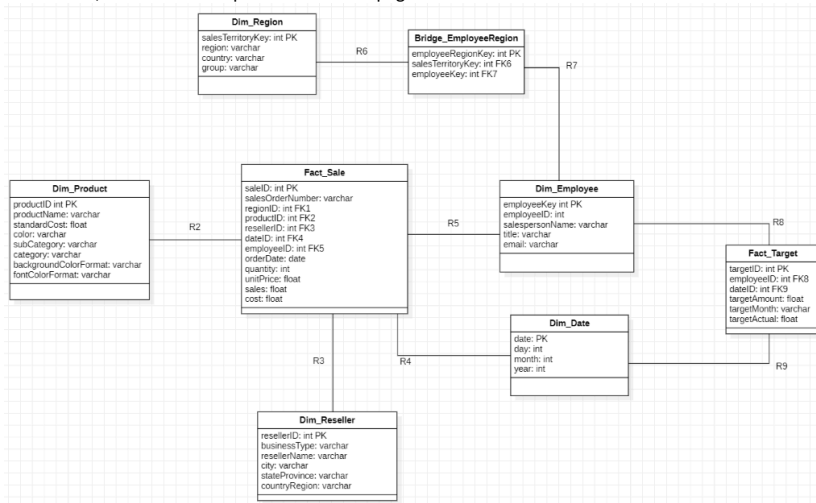 Dim_Region
salesTerritoryKey: int PK
region: varchar
country: varchar
group: varchar
R6
Bridge_EmployeeRegion
employeeRegionKey: int PK
salesTerritoryKey: int FK6
employeeKey: int FK7
R7
Dim_Product
productID int PK
productName: varchar
standardCost: float
color: varchar
subCategory: varchar
category: varchar
backgroundColorFormat: varchar
fontColorFormat: varchar
R2
Fact_Sale
saleID: int PK
salesOrderNumber: varchar
regionID: int FK1
productID: int FK2
resellerID: int FK3
dateID: int FK4
employeeID: int FK5
orderDate: date
quantity: int
unitPrice: float
sales: float
cost: float
R5
Dim_Employee
employeeKey int PK
employeeID: int
salespersonName: varchar
title: varchar
email: varchar
R8
Fact_Target
targetID: int PK
employeeID: int FK8
dateID: int FK9
targetAmount: float
targetMonth: varchar
targetActual: float
R3
R4
Dim_Date
date: PK
day: int
month: int
year: int
R9
Dim_Reseller
resellerID: int PK
businessType: varchar
resellerName: varchar
city: varchar
stateProvince: varchar
countryRegion: varchar